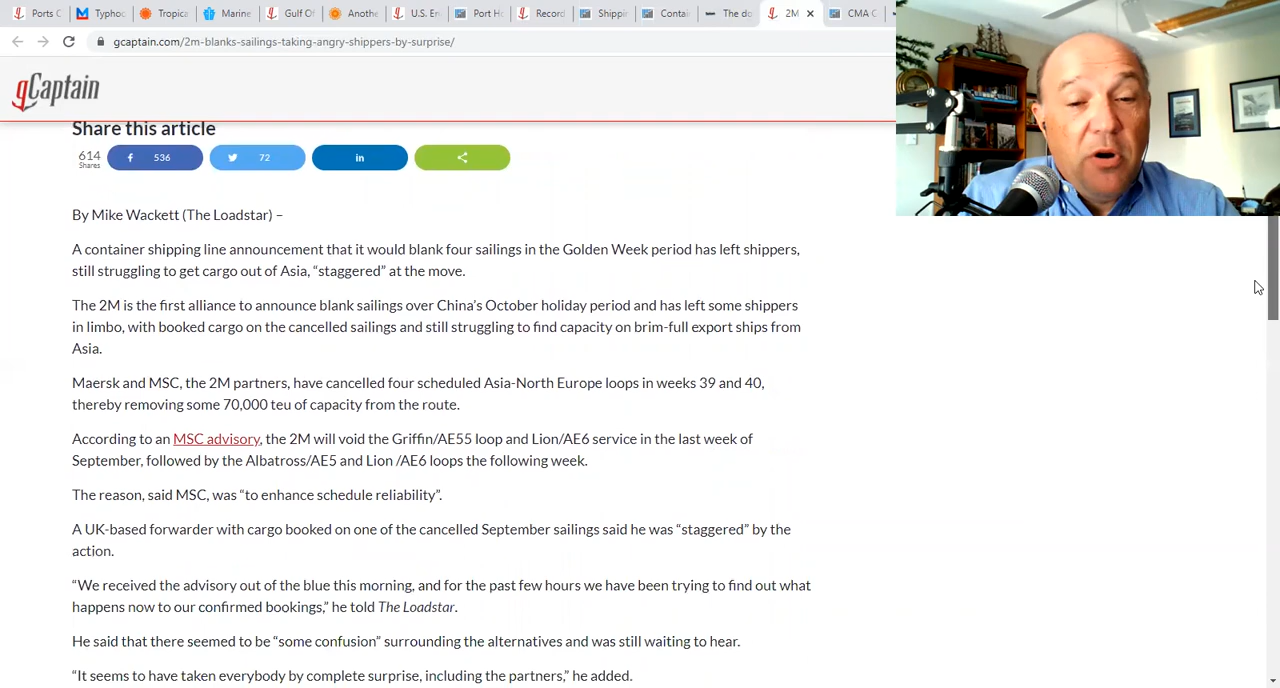 Ports C
Typhoo
Tropica
Marine
Gulf Of
Anothe
U.S. En
Port Ho
Record
Shippin
Contai
The do
2M
CMA C
gcaptain.com/2m-blanks-sailings-taking-angry-shippers-by-surprise/
gCaptain
Share this article
614
Shares
536
72
in
By Mike Wackett (The Loadstar) –
A container shipping line announcement that it would blank four sailings in the Golden Week period has left shippers,
still struggling to get cargo out of Asia, “staggered” at the move.
The 2M is the first alliance to announce blank sailings over China’s October holiday period and has left some shippers
in limbo, with booked cargo on the cancelled sailings and still struggling to find capacity on brim-full export ships from
Asia.
Maersk and MSC, the 2M partners, have cancelled four scheduled Asia-North Europe loops in weeks 39 and 40,
thereby removing some 70,000 teu of capacity from the route.
According to an MSC advisory, the 2M will void the Griffin/AE55 loop and Lion/AE6 service in the last week of
September, followed by the Albatross/AE5 and Lion /AE6 loops the following week.
The reason, said MSC, was “to enhance schedule reliability”.
A UK-based forwarder with cargo booked on one of the cancelled September sailings said he was “staggered” by the
action.
“We received the advisory out of the blue this morning, and for the past few hours we have been trying to find out what
happens now to our confirmed bookings,” he told The Loadstar.
He said that there seemed to be “some confusion” surrounding the alternatives and was still waiting to hear.
“It seems to have taken everybody by complete surprise, including the partners,” he added.